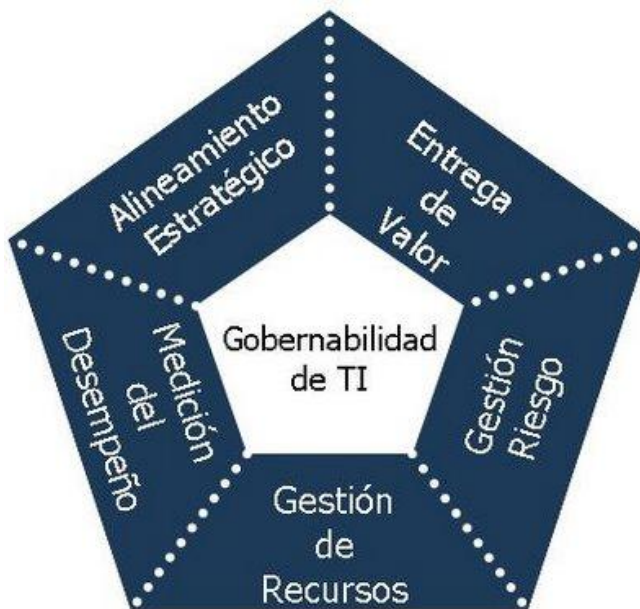 Alineamiento
Estratégico
Entrega
de
Valor
Gestión
Riesgo
Gestión
de
Recursos
Medición
del
Desempeño
Gobernabilidad
de TI